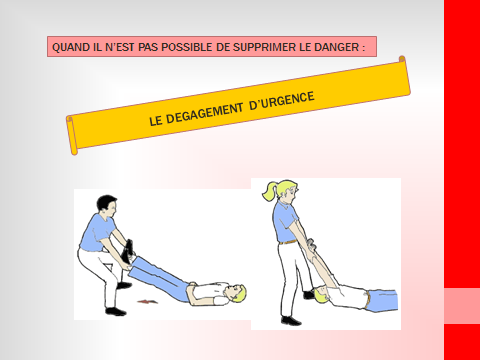 QUAND IL N'EST PAS POSSIBLE DE SUPPRIMER LE DANGER :
LE DEGAGEMENT D'URGENCE